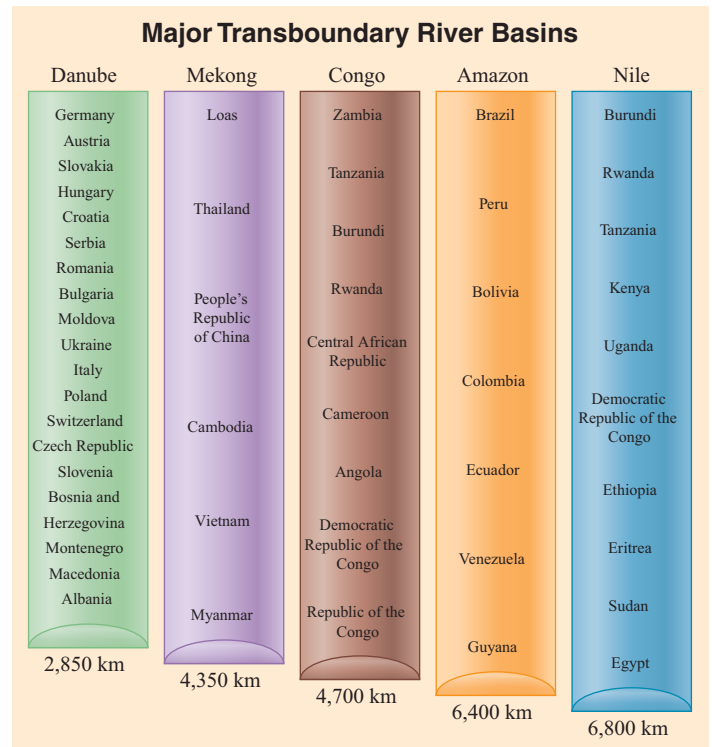 Major Transboundary River Basins
Danube
Germany
Austria
Slovakia
Hungary
Croatia
Serbia
Romania
Bulgaria
Moldova
Ukraine
Italy
Poland
Switzerland
Czech Republic
Slovenia
Bosnia and
Herzegovina
Montenegro
Macedonia
Albania
2,850 km
Mekong
Loas
Thailand
People's
Republic
of China
Cambodia
Vietnam
Myanmar
4,350 km
Congo
Zambia
Tanzania
Burundi
Rwanda
Central African
Republic
Cameroon
Angola
Democratic
Republic of the
Congo
Republic of the
Congo
4,700 km
Amazon
Brazil
Peru
Bolivia
Colombia
Ecuador
Venezuela
Guyana
6,400 km
Nile
Burundi
Rwanda
Tanzania
Kenya
Uganda
Democratic
Republic of the
Congo
Ethiopia
Eritrea
Sudan
Egypt
6,800 km